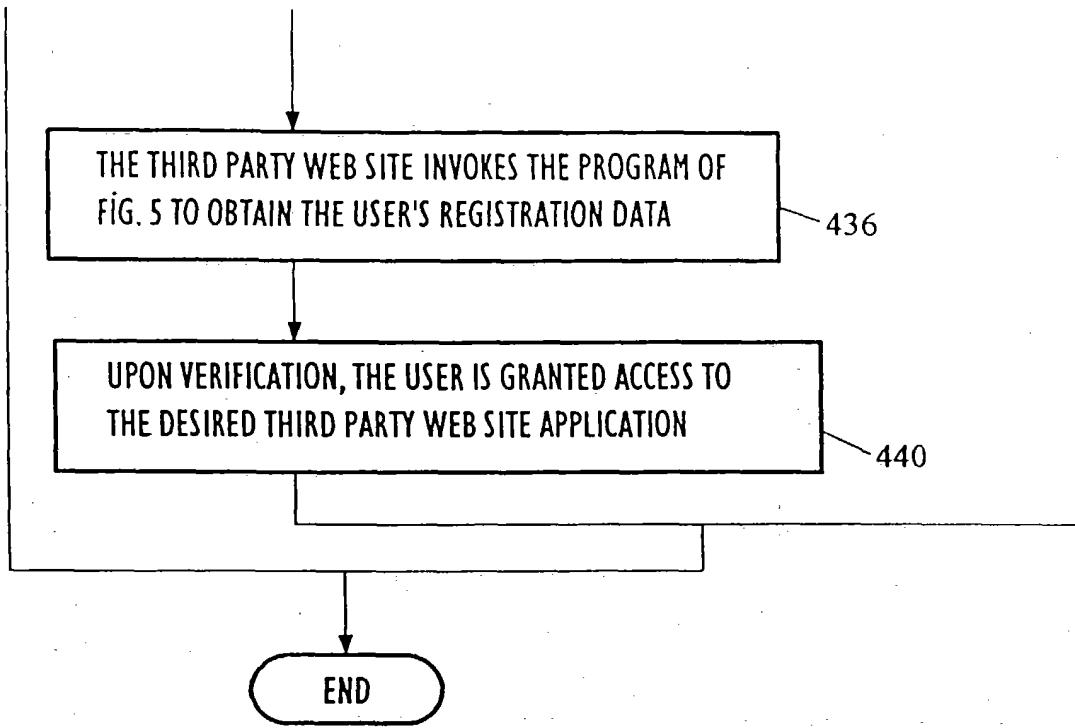 THE THIRD PARTY WEB SITE INVOKES THE PROGRAM OF
FIG. 5 TO OBTAIN THE USER'S REGISTRATION DATA
436
UPON VERIFICATION, THE USER IS GRANTED ACCESS TO
THE DESIRED THIRD PARTY WEB SITE APPLICATION
440
END